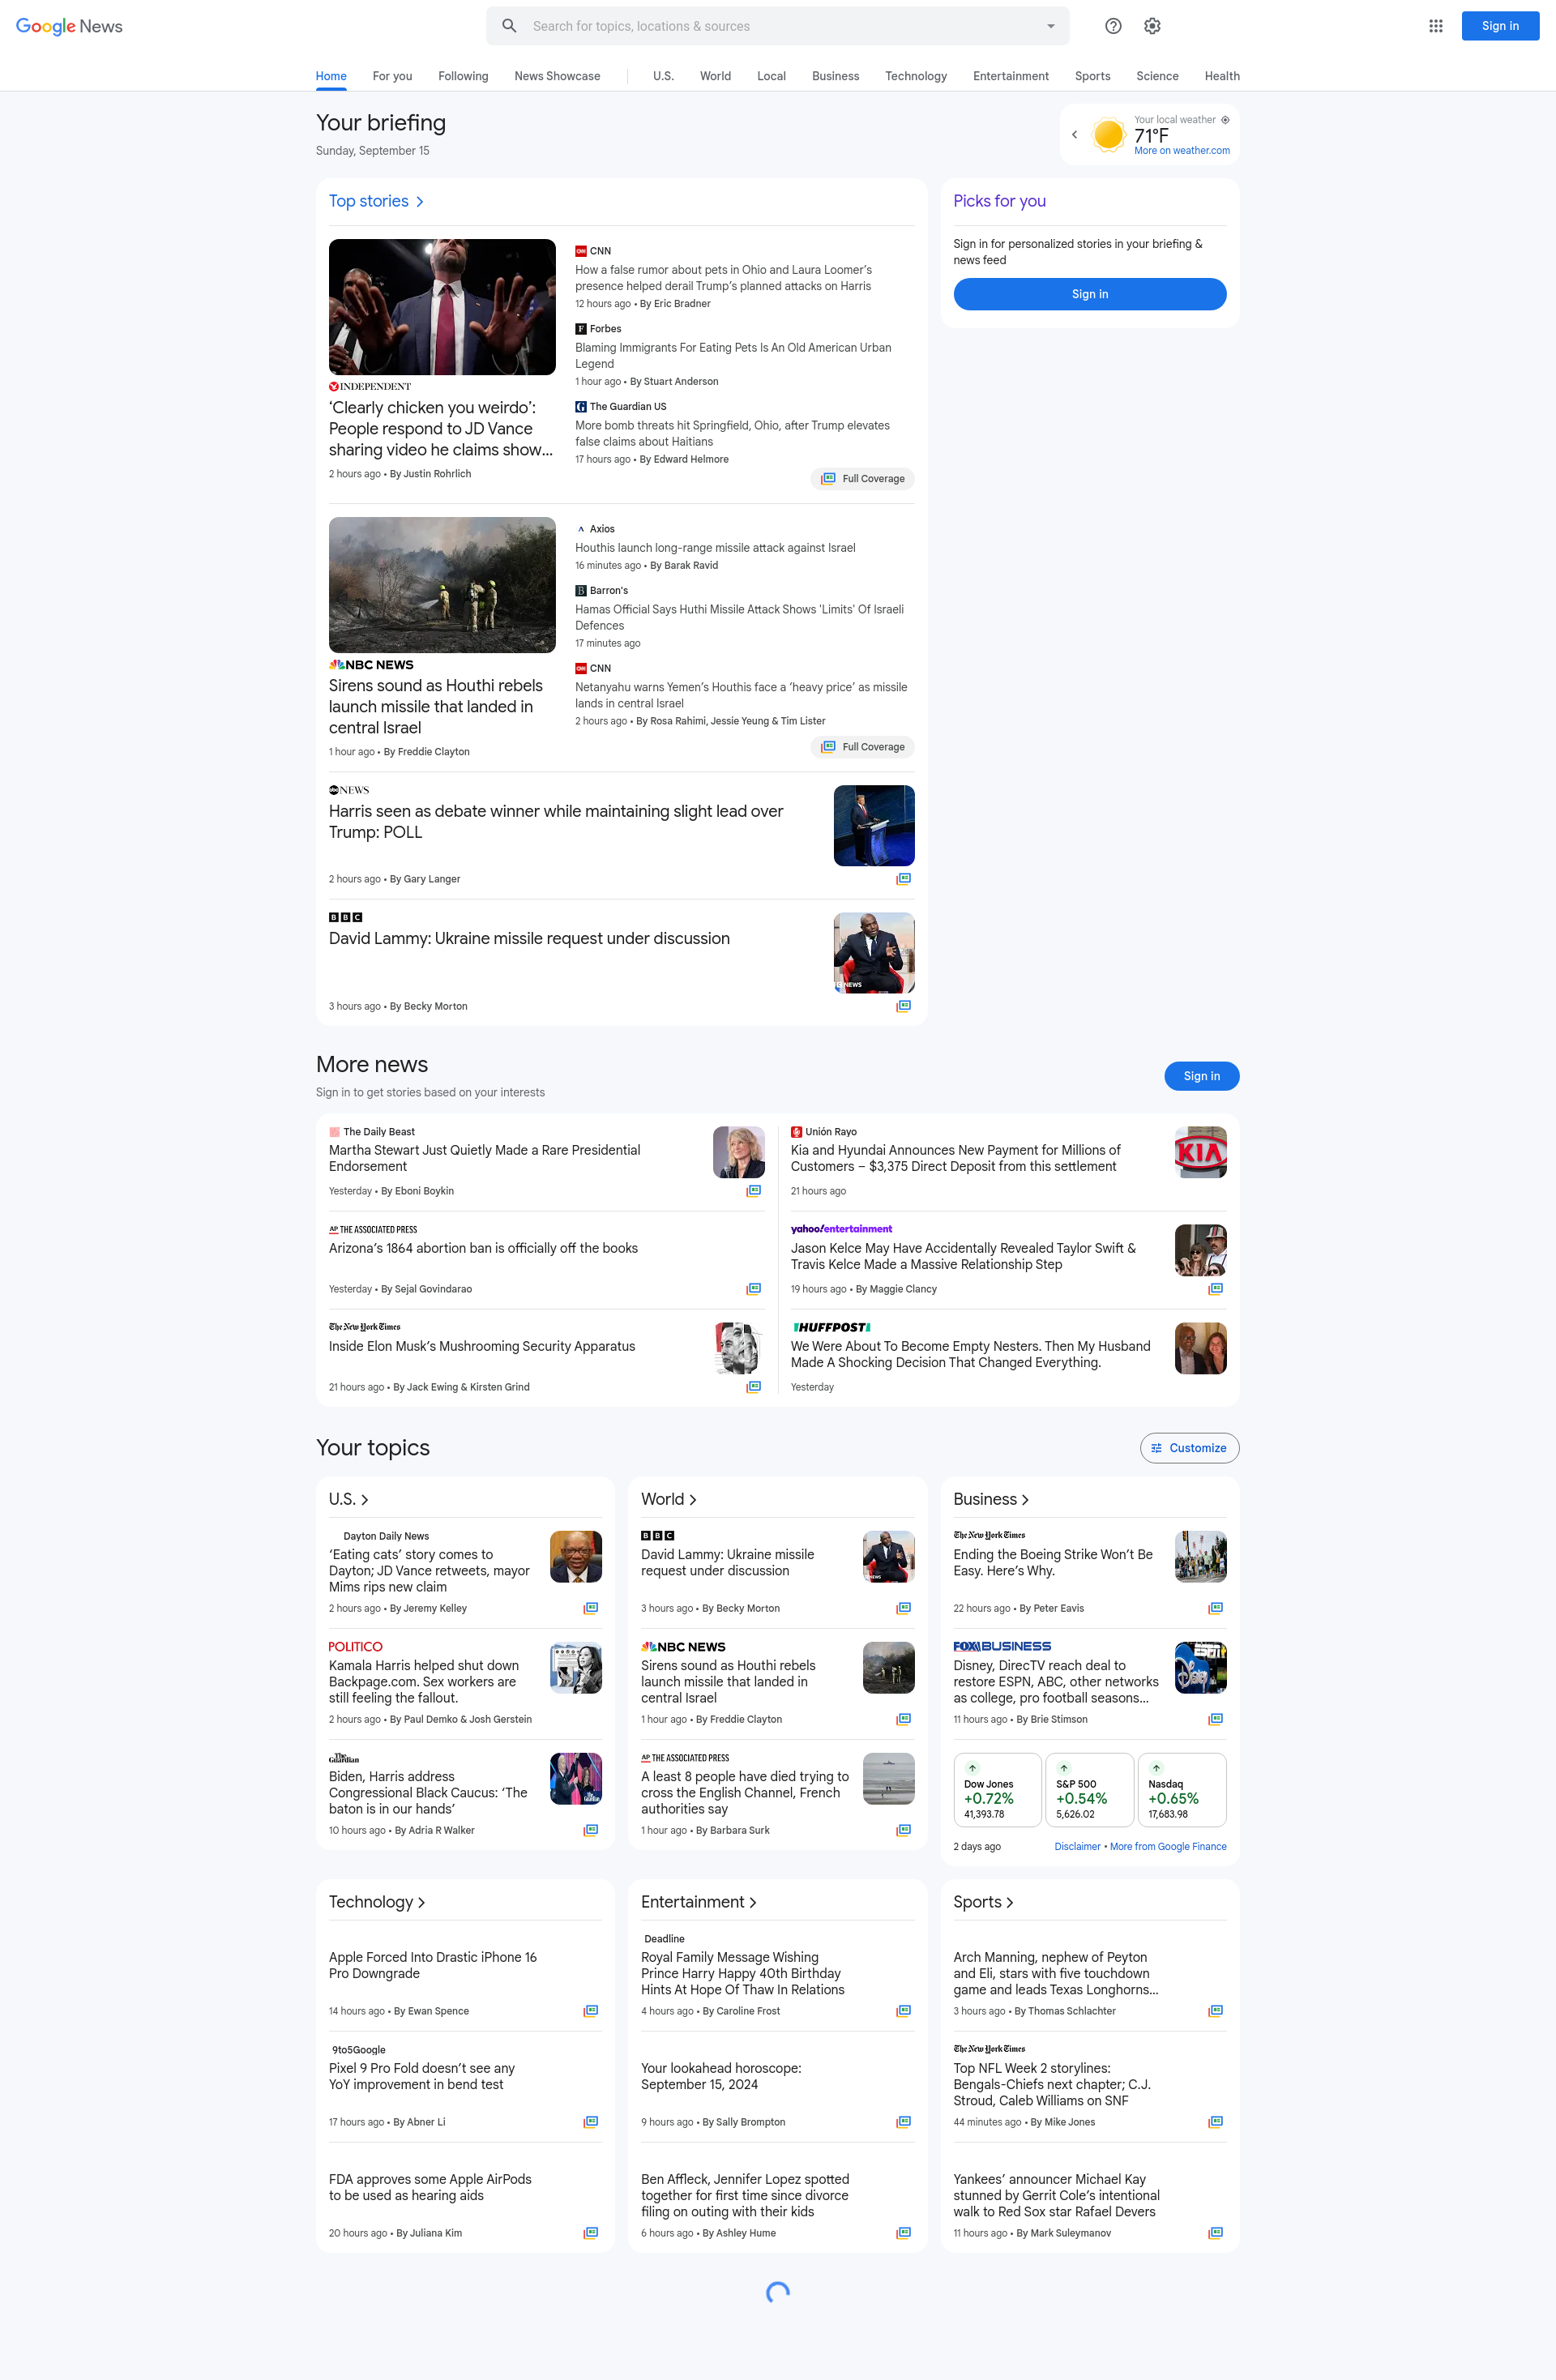 Google News
Search for topics, locations & sources
Sign in
Home
For you
Following
News Showcase
U.S.
World
Local
Business
Technology
Entertainment
Sports
Science
Health
Your briefing
Sunday, September 15
Your local weather
71°F
More on weather.com
Top stories
INDEPENDENT
‘Clearly chicken you weirdo’:
People respond to JD Vance
sharing video he claims show...
2 hours ago • By Justin Rohrlich
CNN
How a false rumor about pets in Ohio and Laura Loomer’s
presence helped derail Trump’s planned attacks on Harris
12 hours ago • By Eric Bradner
Forbes
Blaming Immigrants For Eating Pets Is An Old American Urban
Legend
1 hour ago • By Stuart Anderson
The Guardian US
More bomb threats hit Springfield, Ohio, after Trump elevates
false claims about Haitians
17 hours ago • By Edward Helmore
Full Coverage
Picks for you
Sign in for personalized stories in your briefing &
news feed
Sign in
NBC NEWS
Sirens sound as Houthi rebels
launch missile that landed in
central Israel
1 hour ago • By Freddie Clayton
Axios
Houthis launch long-range missile attack against Israel
16 minutes ago • By Barak Ravid
Barron's
Hamas Official Says Huthi Missile Attack Shows 'Limits' Of Israeli
Defences
17 minutes ago
CNN
Netanyahu warns Yemen’s Houthis face a ‘heavy price’ as missile
lands in central Israel
2 hours ago • By Rosa Rahimi, Jessie Yeung & Tim Lister
Full Coverage
abc NEWS
Harris seen as debate winner while maintaining slight lead over
Trump: POLL
2 hours ago • By Gary Langer
BBC
David Lammy: Ukraine missile request under discussion
3 hours ago • By Becky Morton
NEWS
More news
Sign in to get stories based on your interests
Sign in
The Daily Beast
Martha Stewart Just Quietly Made a Rare Presidential
Endorsement
Yesterday • By Eboni Boykin
AP THE ASSOCIATED PRESS
Arizona’s 1864 abortion ban is officially off the books
Yesterday • By Sejal Govindarao
The New York Times
Inside Elon Musk’s Mushrooming Security Apparatus
21 hours ago • By Jack Ewing & Kirsten Grind
Unión Rayo
Kia and Hyundai Announces New Payment for Millions of
Customers – $3,375 Direct Deposit from this settlement
21 hours ago
KIA
yahoo!entertainment
Jason Kelce May Have Accidentally Revealed Taylor Swift &
Travis Kelce Made a Massive Relationship Step
19 hours ago • By Maggie Clancy
HUFFPOST
We Were About To Become Empty Nesters. Then My Husband
Made A Shocking Decision That Changed Everything.
Yesterday
Your topics
Customize
U.S.
Dayton Daily News
‘Eating cats’ story comes to
Dayton; JD Vance retweets, mayor
Mims rips new claim
2 hours ago • By Jeremy Kelley
POLITICO
Kamala Harris helped shut down
Backpage.com. Sex workers are
still feeling the fallout.
2 hours ago • By Paul Demko & Josh Gerstein
The Guardian
Biden, Harris address
Congressional Black Caucus: ‘The
baton is in our hands’
10 hours ago • By Adria R Walker
World
BBC
David Lammy: Ukraine missile
request under discussion
3 hours ago • By Becky Morton
NBC NEWS
Sirens sound as Houthi rebels
launch missile that landed in
central Israel
1 hour ago • By Freddie Clayton
AP THE ASSOCIATED PRESS
A least 8 people have died trying to
cross the English Channel, French
authorities say
1 hour ago • By Barbara Surk
Business
The New York Times
Ending the Boeing Strike Won’t Be
Easy. Here’s Why.
22 hours ago • By Peter Eavis
FOX BUSINESS
Disney, DirecTV reach deal to
restore ESPN, ABC, other networks
as college, pro football seasons...
11 hours ago • By Brie Stimson
ESPN
Disney
Dow Jones
+0.72%
41,393.78
S&P 500
+0.54%
5,626.02
Nasdaq
+0.65%
17,683.98
2 days ago
Disclaimer • More from Google Finance
Technology
Apple Forced Into Drastic iPhone 16
Pro Downgrade
14 hours ago • By Ewan Spence
9to5Google
Pixel 9 Pro Fold doesn’t see any
YoY improvement in bend test
17 hours ago • By Abner Li
FDA approves some Apple AirPods
to be used as hearing aids
20 hours ago • By Juliana Kim
Entertainment
Deadline
Royal Family Message Wishing
Prince Harry Happy 40th Birthday
Hints At Hope Of Thaw In Relations
4 hours ago • By Caroline Frost
Your lookahead horoscope:
September 15, 2024
9 hours ago • By Sally Brompton
Ben Affleck, Jennifer Lopez spotted
together for first time since divorce
filing on outing with their kids
6 hours ago • By Ashley Hume
Sports
Arch Manning, nephew of Peyton
and Eli, stars with five touchdown
game and leads Texas Longhorns...
3 hours ago • By Thomas Schlachter
The New York Times
Top NFL Week 2 storylines:
Bengals-Chiefs next chapter; C.J.
Stroud, Caleb Williams on SNF
44 minutes ago • By Mike Jones
Yankees’ announcer Michael Kay
stunned by Gerrit Cole’s intentional
walk to Red Sox star Rafael Devers
11 hours ago • By Mark Suleymanov